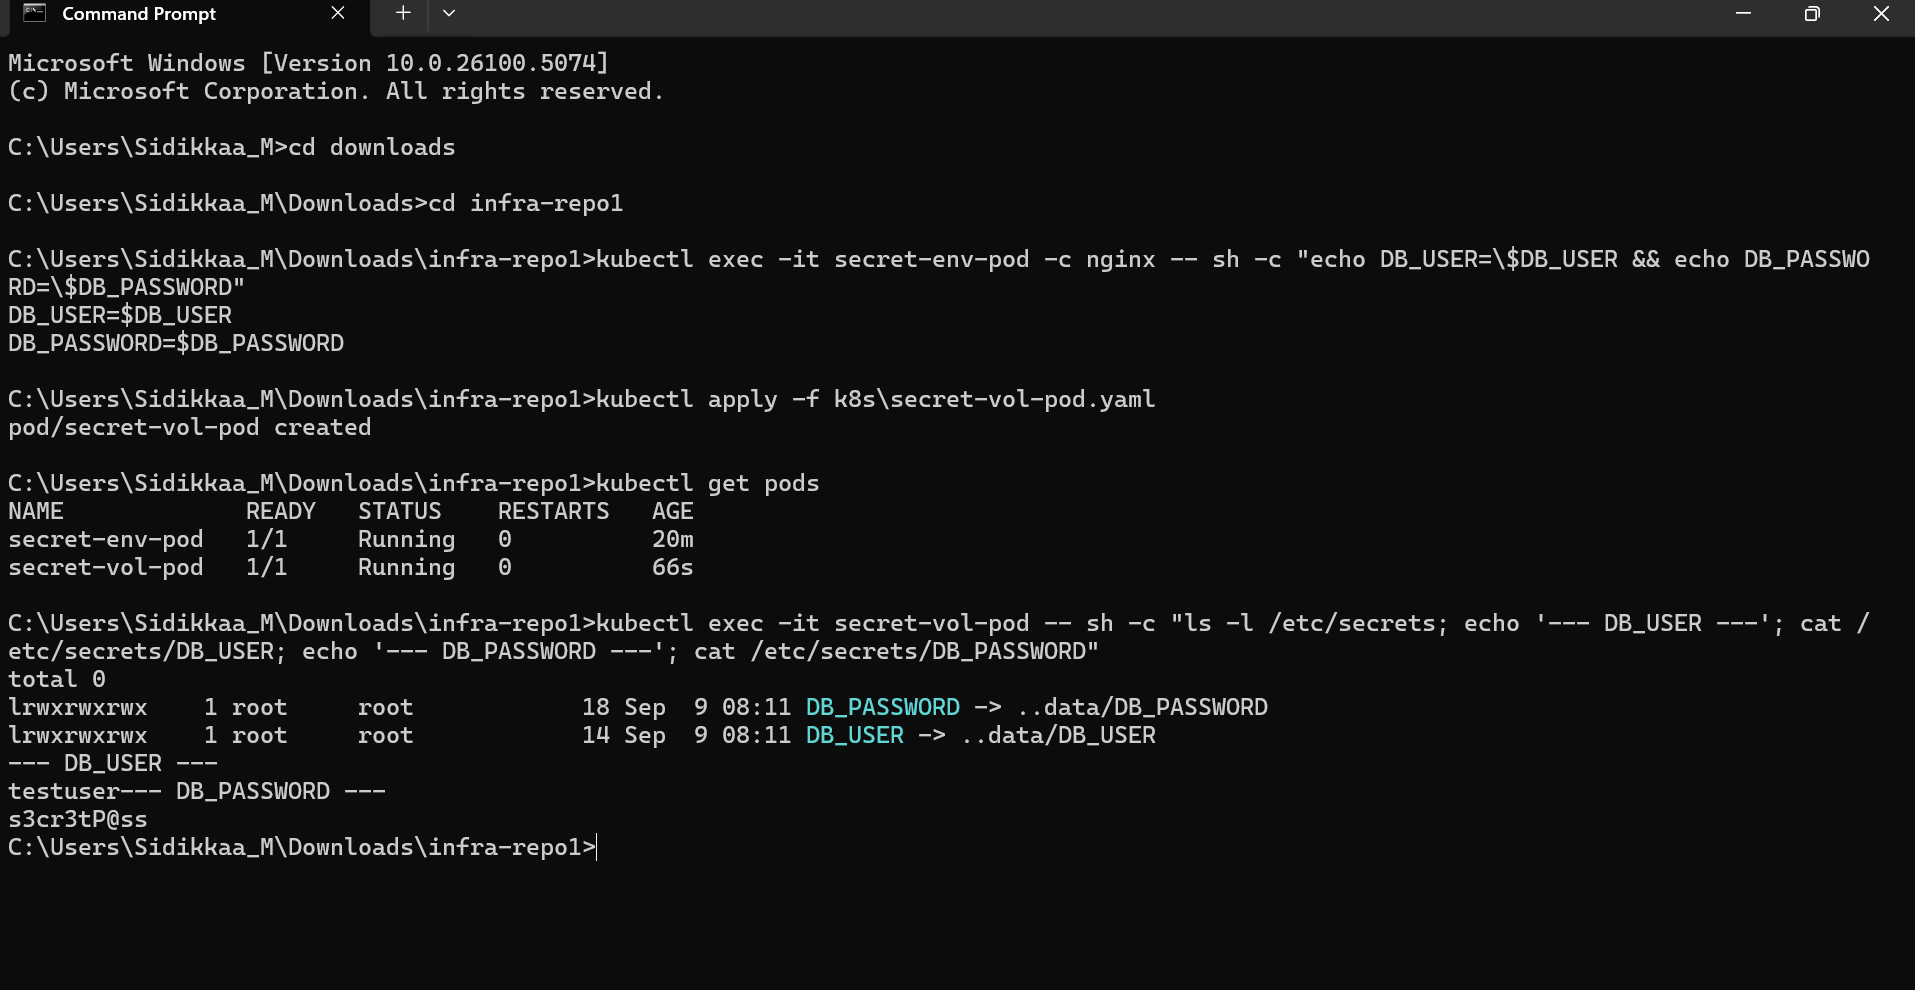 Command Prompt
Microsoft Windows [Version 10.0.26100.5074]
(c) Microsoft Corporation. All rights reserved.
C:\Users\Sidikkaa_M>cd downloads
C:\Users\Sidikkaa_M\Downloads>cd infra-repo1
C:\Users\Sidikkaa_M\Downloads\infra-repo1>kubectl exec -it secret-env-pod -c nginx -- sh -c "echo DB_USER=\$DB_USER && echo DB_PASSWO
RD=\$DB_PASSWORD"
DB_USER=$DB_USER
DB_PASSWORD=$DB_PASSWORD
C:\Users\Sidikkaa_M\Downloads\infra-repo1>kubectl apply -f k8s\secret-vol-pod.yaml
pod/secret-vol-pod created
C:\Users\Sidikkaa_M\Downloads\infra-repo1>kubectl get pods
NAME             READY   STATUS    RESTARTS   AGE
secret-env-pod   1/1     Running   0          20m
secret-vol-pod   1/1     Running   0          66s
C:\Users\Sidikkaa_M\Downloads\infra-repo1>kubectl exec -it secret-vol-pod -- sh -c "ls -l /etc/secrets; echo '--- DB_USER ---'; cat /
etc/secrets/DB_USER; echo '--- DB_PASSWORD ---'; cat /etc/secrets/DB_PASSWORD"
total 0
lrwxrwxrwx    1 root     root            18 Sep  9 08:11 DB_PASSWORD -> ..data/DB_PASSWORD
lrwxrwxrwx    1 root     root            14 Sep  9 08:11 DB_USER -> ..data/DB_USER
--- DB_USER ---
testuser--- DB_PASSWORD ---
s3cr3tP@ss
C:\Users\Sidikkaa_M\Downloads\infra-repo1>